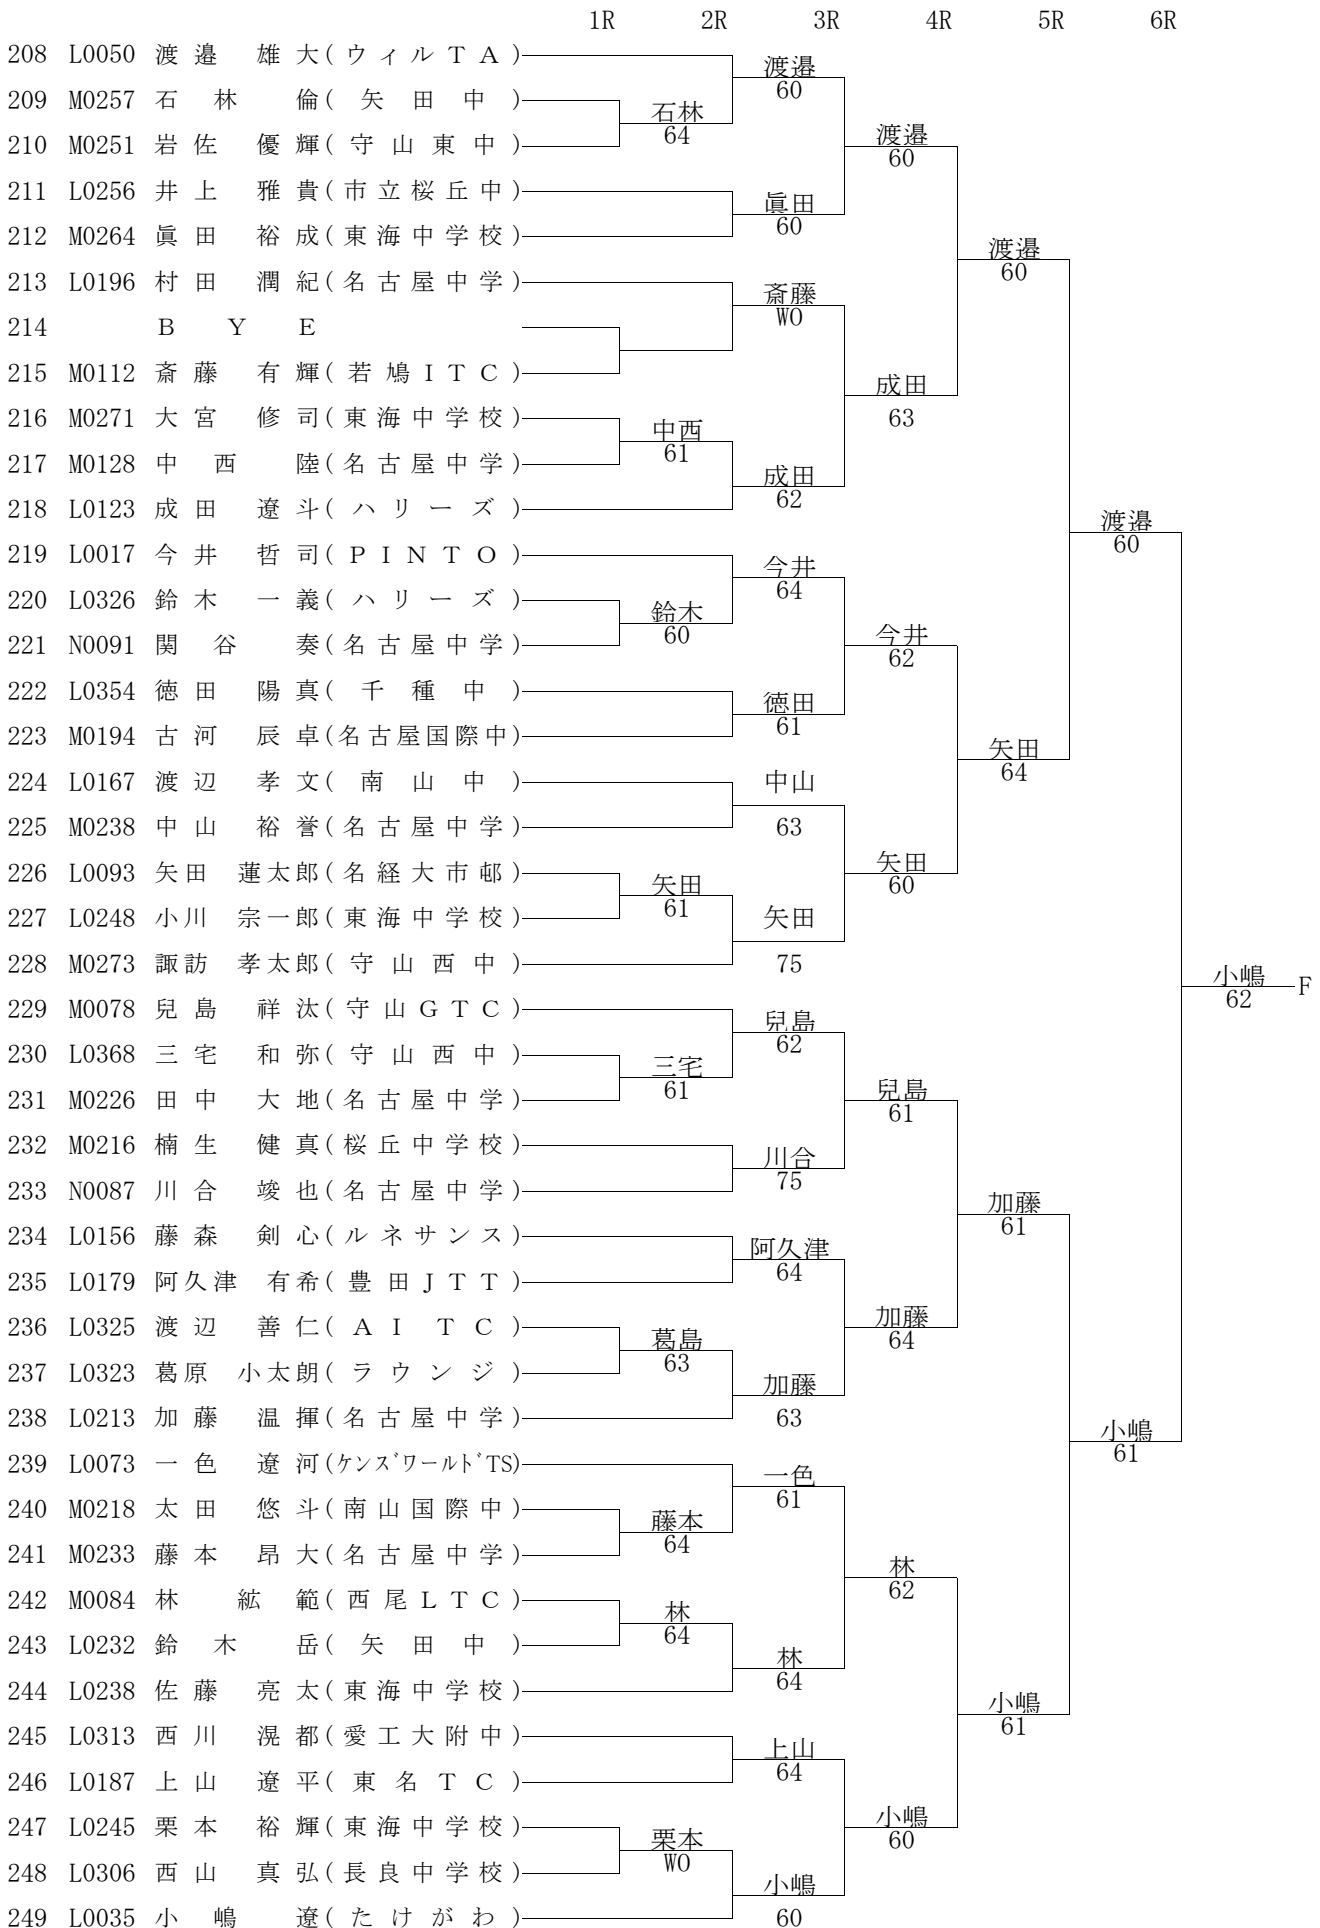 1R 2R 3R 4R 5R 6R
208 L0050 渡邉 雄大(ウィルTA)
渡邉
60
209 M0257 石林 倫(矢田中)
石林
64
210 M0251 岩佐 優輝(守山東中)
渡邉
60
211 L0256 井上 雅貴(市立桜丘中)
眞田
60
212 M0264 眞田 裕成(東海中学校)
渡邉
60
213 L0196 村田 潤紀(名古屋中学)
斎藤
WO
214 BYE
215 M0112 斎藤 有輝(若鳩ITC)
成田
63
216 M0271 大宮 修司(東海中学校)
中西
61
217 M0128 中西 陸(名古屋中学)
成田
62
218 L0123 成田 遼斗(ハリーズ)
渡邉
60
219 L0017 今井 哲司(PINTO)
今井
64
220 L0326 鈴木 一義(ハリーズ)
鈴木
60
221 N0091 関谷 奏(名古屋中学)
今井
62
222 L0354 徳田 陽真(千種中)
徳田
61
223 M0194 古河 辰卓(名古屋国際中)
矢田
64
224 L0167 渡辺 孝文(南山中)
中山
63
225 M0238 中山 裕誉(名古屋中学)
226 L0093 矢田 蓮太郎(名経大市邨)
矢田
60
矢田
61
227 L0248 小川 宗一郎(東海中学校)
矢田
75
228 M0273 諏訪 孝太郎(守山西中)
小嶋
62
F
229 M0078 兒島 祥汰(守山GTC)
兒島
62
230 L0368 三宅 和弥(守山西中)
三宅
61
231 M0226 田中 大地(名古屋中学)
兒島
61
232 M0216 楠生 健真(桜丘中学校)
川合
75
233 N0087 川合 竣也(名古屋中学)
加藤
61
234 L0156 藤森 剣心(ルネサンス)
阿久津
64
235 L0179 阿久津 有希(豊田JTT)
236 L0325 渡辺 善仁(AITC)
加藤
64
葛島
63
237 L0323 葛原 小太朗(ラウンジ)
加藤
63
238 L0213 加藤 温揮(名古屋中学)
小嶋
61
239 L0073 一色 遼河(ケンズワールドTS)
一色
61
240 M0218 太田 悠斗(南山国際中)
藤本
64
241 M0233 藤本 昂大(名古屋中学)
林
62
242 M0084 林 紘範(西尾LTC)
林
64
243 L0232 鈴木 岳(矢田中)
林
64
244 L0238 佐藤 亮太(東海中学校)
小嶋
61
245 L0313 西川 滉都(愛工大附中)
上山
64
246 L0187 上山 遼平(東名TC)
247 L0245 栗本 裕輝(東海中学校)
小嶋
60
栗本
WO
248 L0306 西山 真弘(長良中学校)
小嶋
60
249 L0035 小嶋 遼(たけがわ)